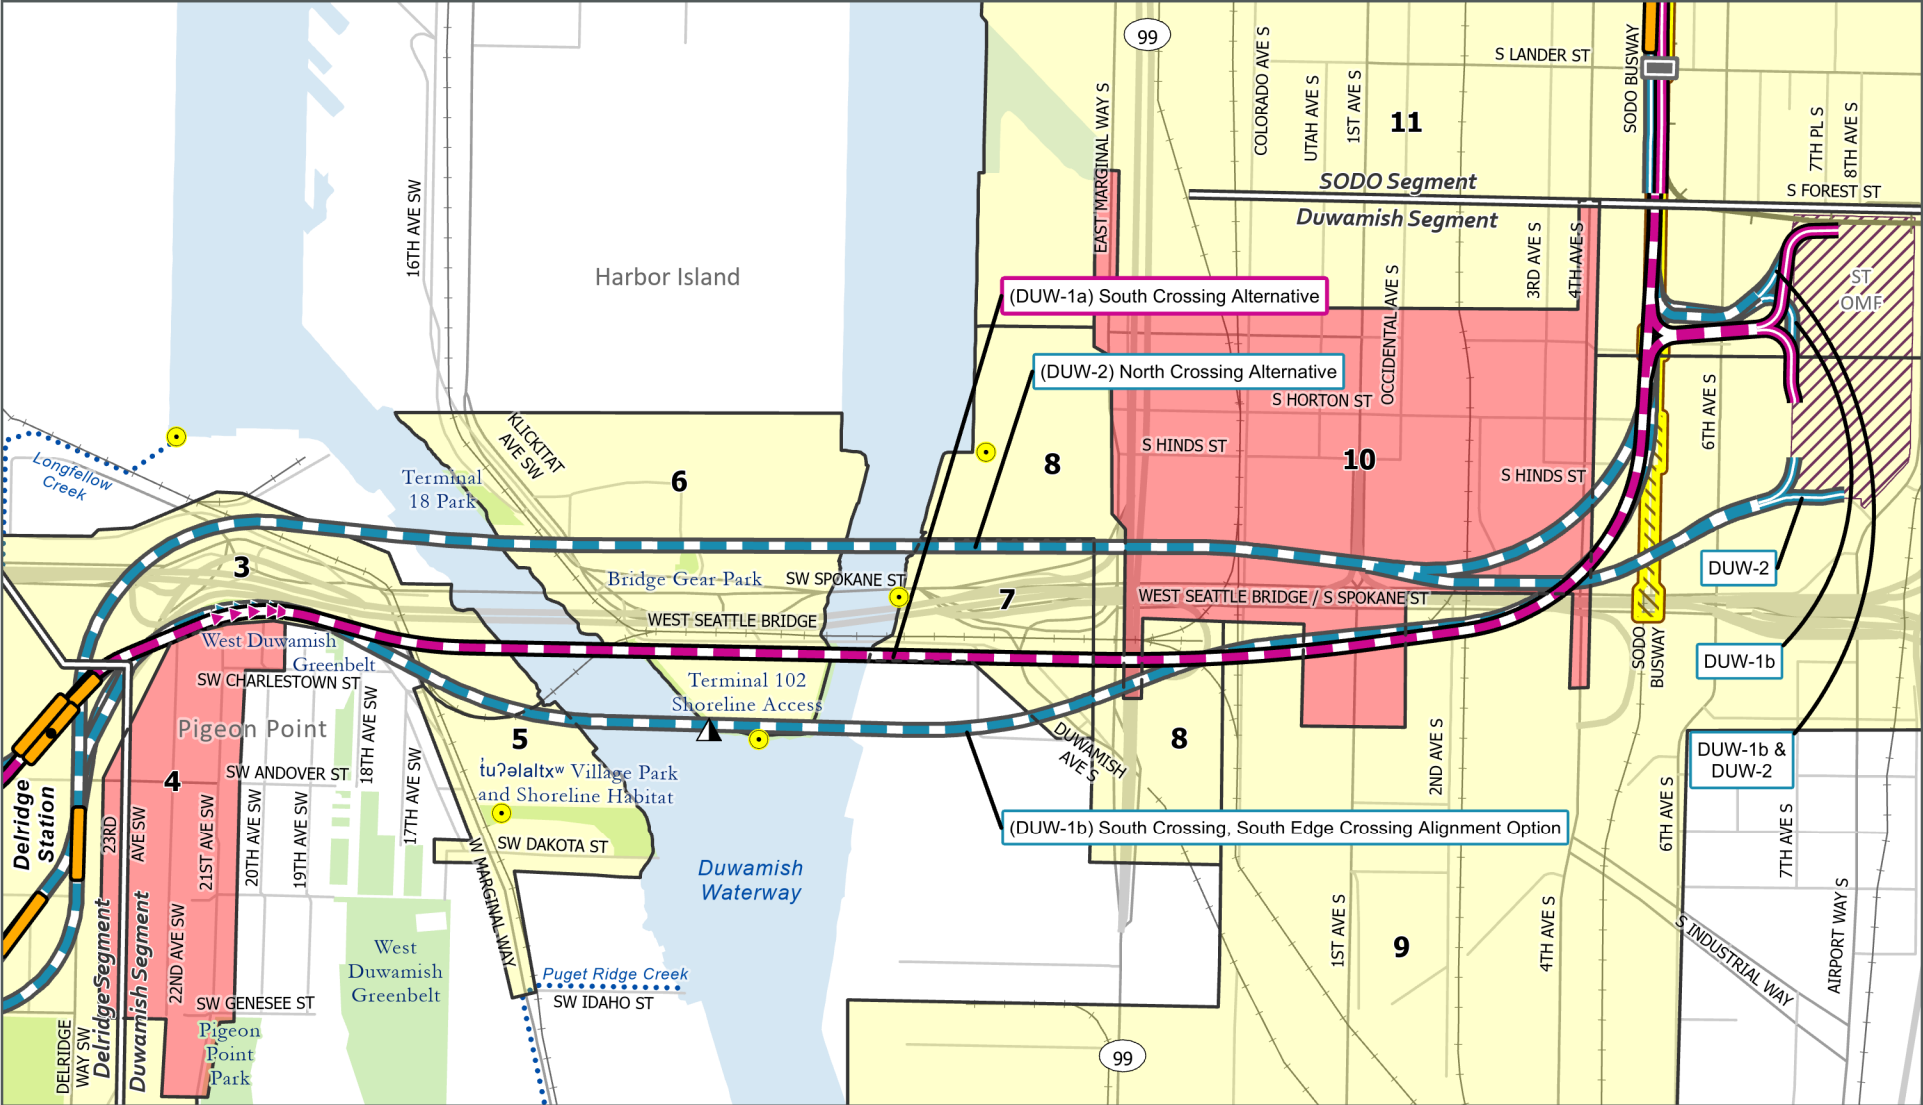 99
S LANDER ST
SODO BUSWAY
COLORADO AVE S
UTAH AVE S
1ST AVE S
EAST MARGINAL WAY S
11
7TH PL S
8TH AVE S
SODO Segment
Duwamish Segment
S FOREST ST
16TH AVE SW
Harbor Island
3RD AVE S
4TH AVE S
ST
OMF
(DUW-1a) South Crossing Alternative
OCCIDENTAL AVE S
(DUW-2) North Crossing Alternative
S HORTON ST
6TH AVE S
KLICKITAT
AVE SW
S HINDS ST
10
S HINDS ST
8
6
Longfellow
Creek
Terminal
18 Park
3
Bridge Gear Park
SW SPOKANE ST
7
WEST SEATTLE BRIDGE / S SPOKANE ST
DUW-2
WEST SEATTLE BRIDGE
West Duwamish
Greenbelt
SW CHARLESTOWN ST
SODO
BUSWAY
DUW-1b
Terminal 102
Shoreline Access
Pigeon Point
18TH AVE SW
5
8
DUWAMISH
AVE S
2ND AVE S
DUW-1b &
DUW-2
SW ANDOVER ST
17TH AVE SW
4
t̓uʔəlaltxʷ Village Park
and Shoreline Habitat
Delridge
Station
23RD
AVE SW
21ST AVE SW
20TH AVE SW
19TH AVE SW
6TH AVE S
7TH AVE S
(DUW-1b) South Crossing, South Edge Crossing Alignment Option
SW DAKOTA ST
W MARGINAL WAY
Duwamish
Waterway
Delridge Segment
Duwamish Segment
22ND AVE SW
West
Duwamish
Greenbelt
1ST AVE S
9
4TH AVE S
S INDUSTRIAL WAY
AIRPORT WAY S
Puget Ridge Creek
SW IDAHO ST
SW GENESEE ST
Pigeon
Point
Park
DELRIDGE
WAY SW
99